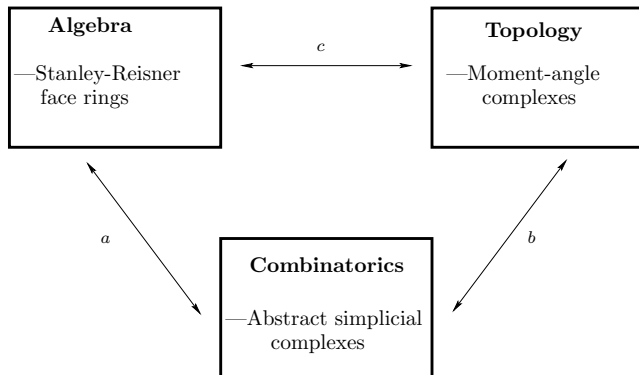 Algebra
—Stanley-Reisner
face rings
c
Topology
—Moment-angle
complexes
a
b
Combinatorics
—Abstract simplicial
complexes